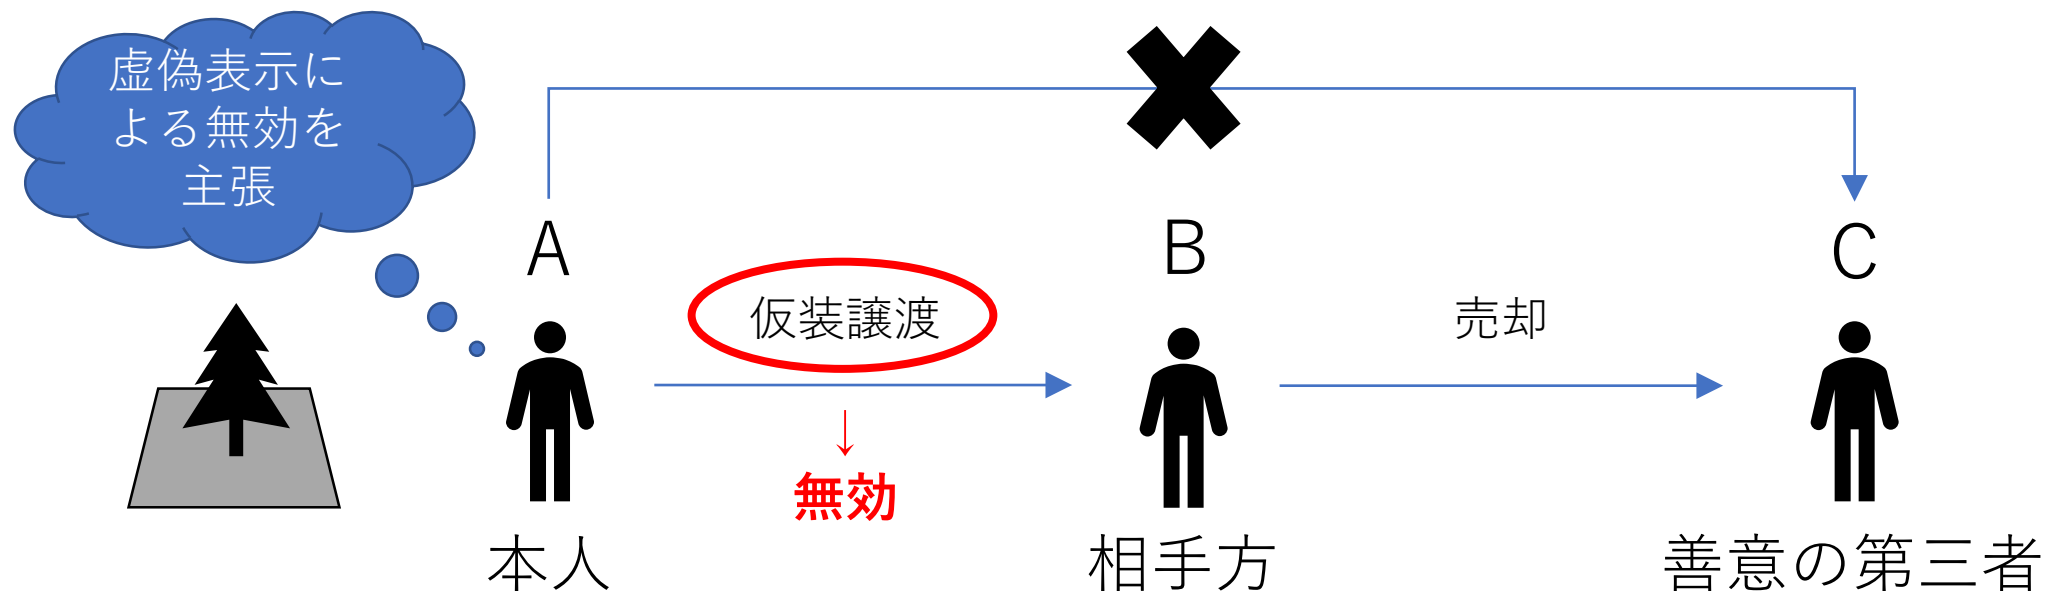 虚偽表示に
よる無効を
主張
A
B
C
仮装譲渡
売却
↓
無効
本人
相手方
善意の第三者